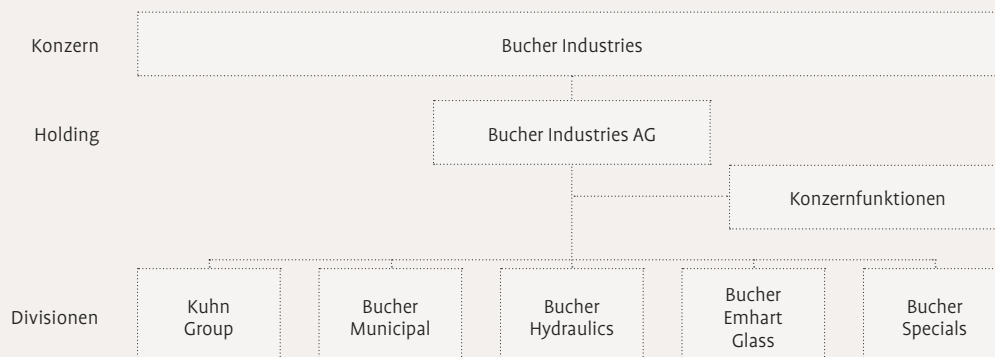 Konzern
Bucher Industries
Holding
Bucher Industries AG
Konzernfunktionen
Divisionen
Kuhn
Group
Bucher
Municipal
Bucher
Hydraulics
Bucher
Emhart
Glass
Bucher
Specials